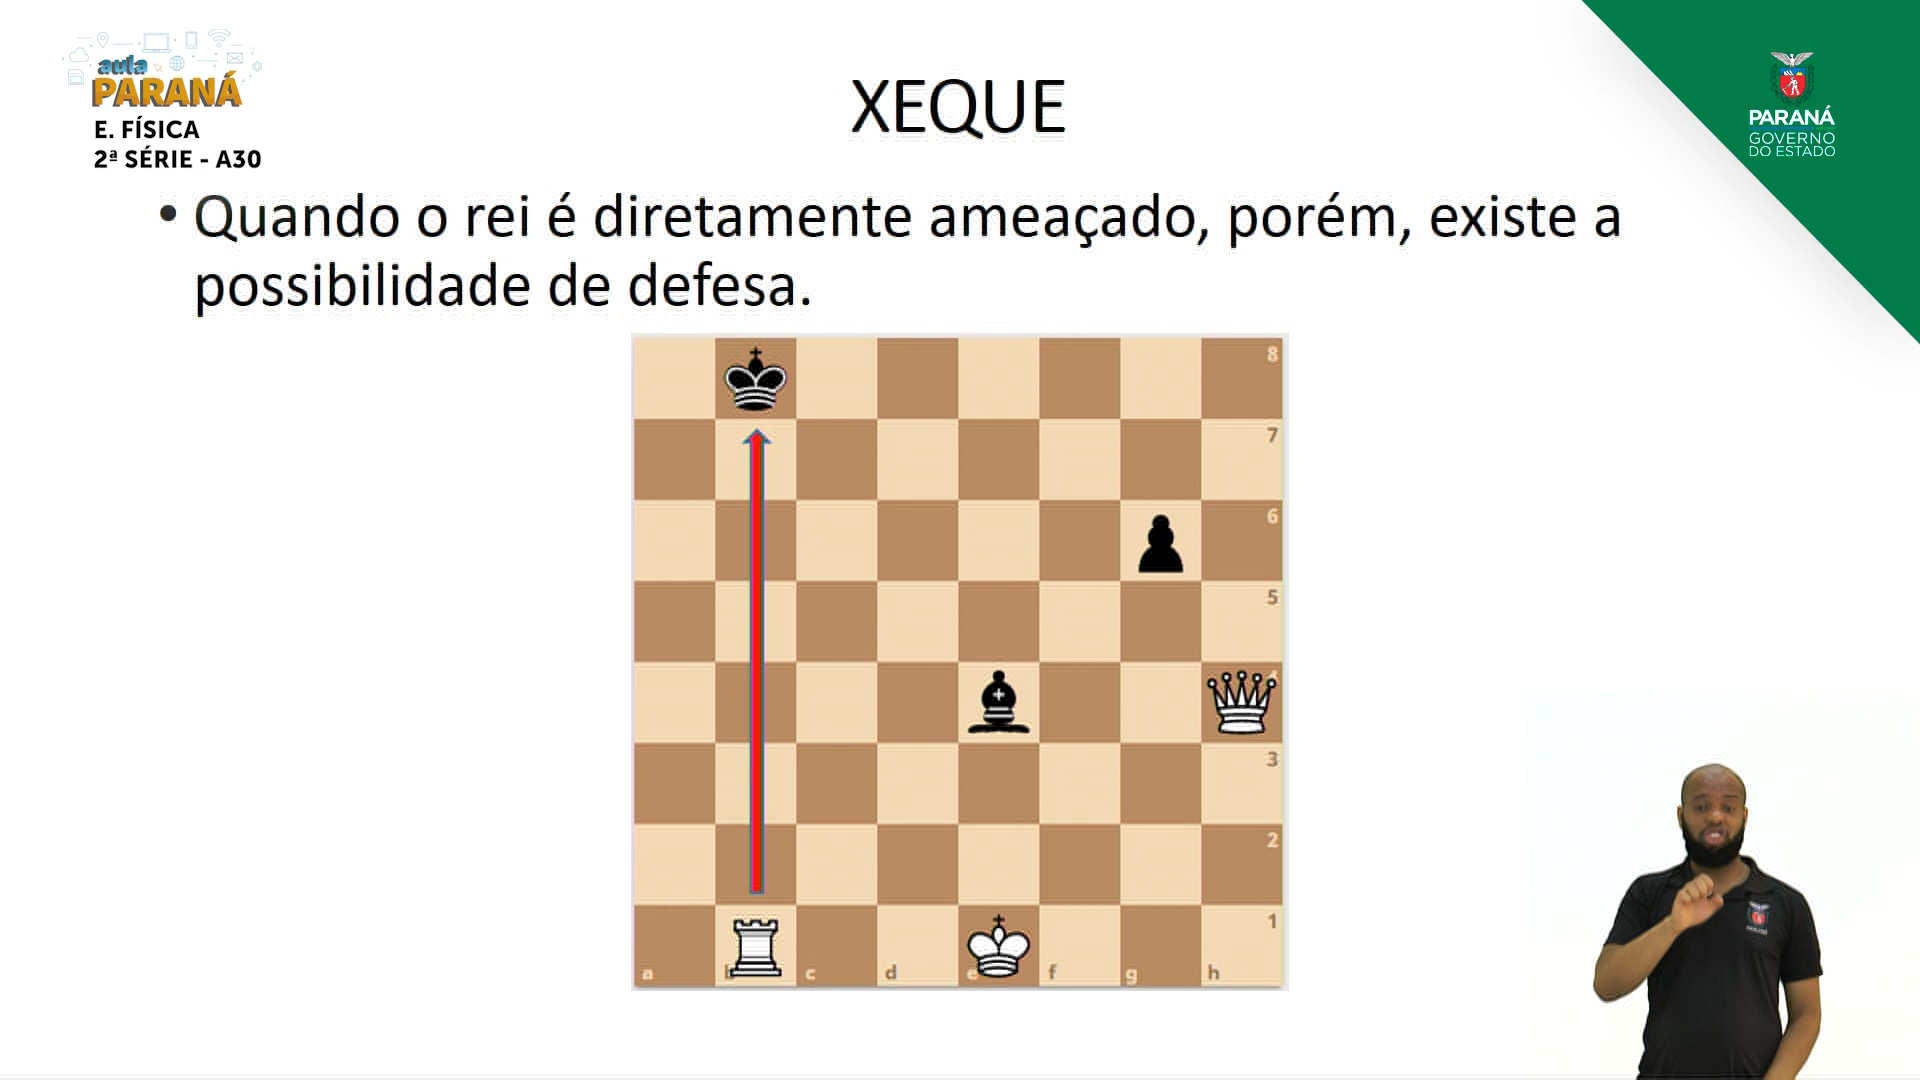 aula
PARANÁ
E. FÍSICA
2ª SÉRIE - A30
XEQUE
PARANÁ
GOVERNO
DO ESTADO
• Quando o rei é diretamente ameaçado, porém, existe a
possibilidade de defesa.
8
7
6
5
4
3
2
1
a b c d e f g h